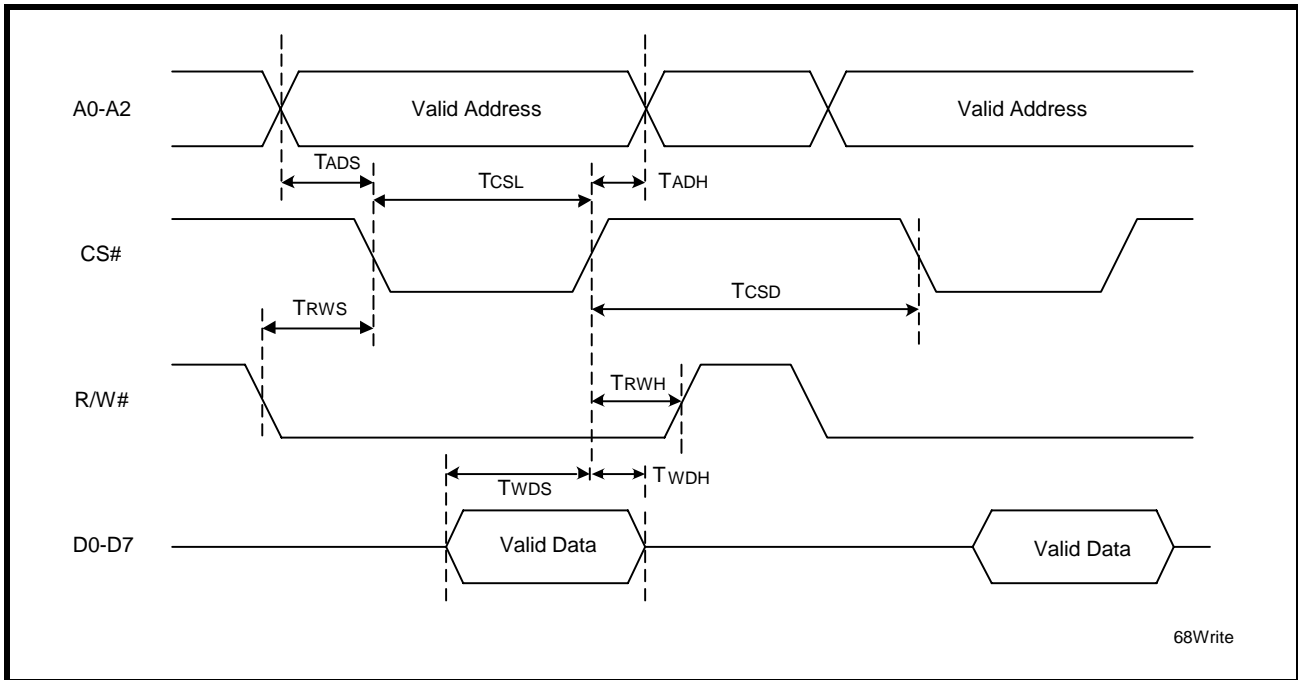 A0-A2
Valid Address
Valid Address
TADS
TCSL
TADH
CS#
TRWS
TCSD
R/W#
TRWH
TWDS
TWDH
D0-D7
Valid Data
Valid Data
68Write